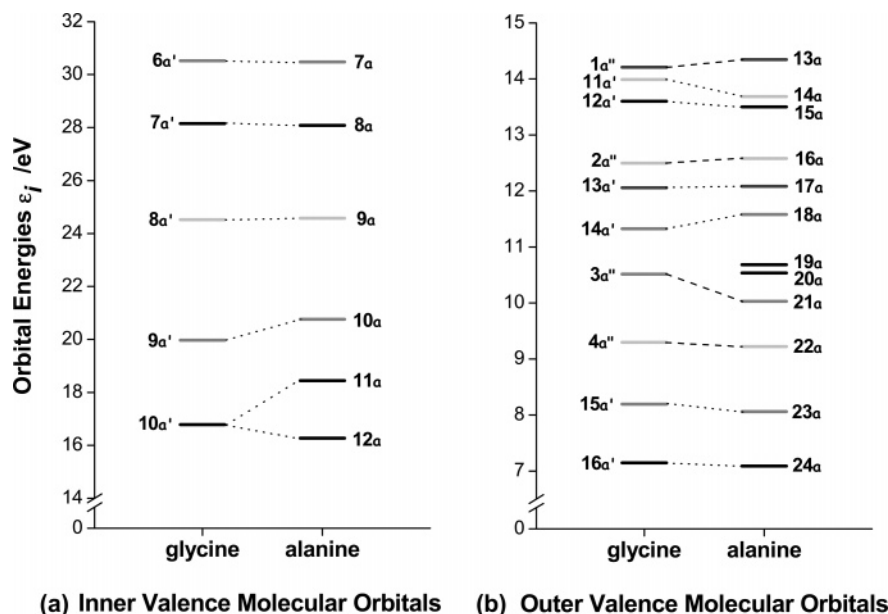 Orbital Energies εi /eV
32
30
28
26
24
22
20
18
16
14
0
6a'
7a'
8a'
9a'
10a'
7a
8a
9a
10a
11a
12a
glycine alanine
(a) Inner Valence Molecular Orbitals
15
14
13
12
11
10
9
8
7
0
1a"
11a'
12a'
2a"
13a'
14a'
3a"
4a"
15a'
16a'
13a
14a
15a
16a
17a
18a
19a
20a
21a
22a
23a
24a
glycine alanine
(b) Outer Valence Molecular Orbitals